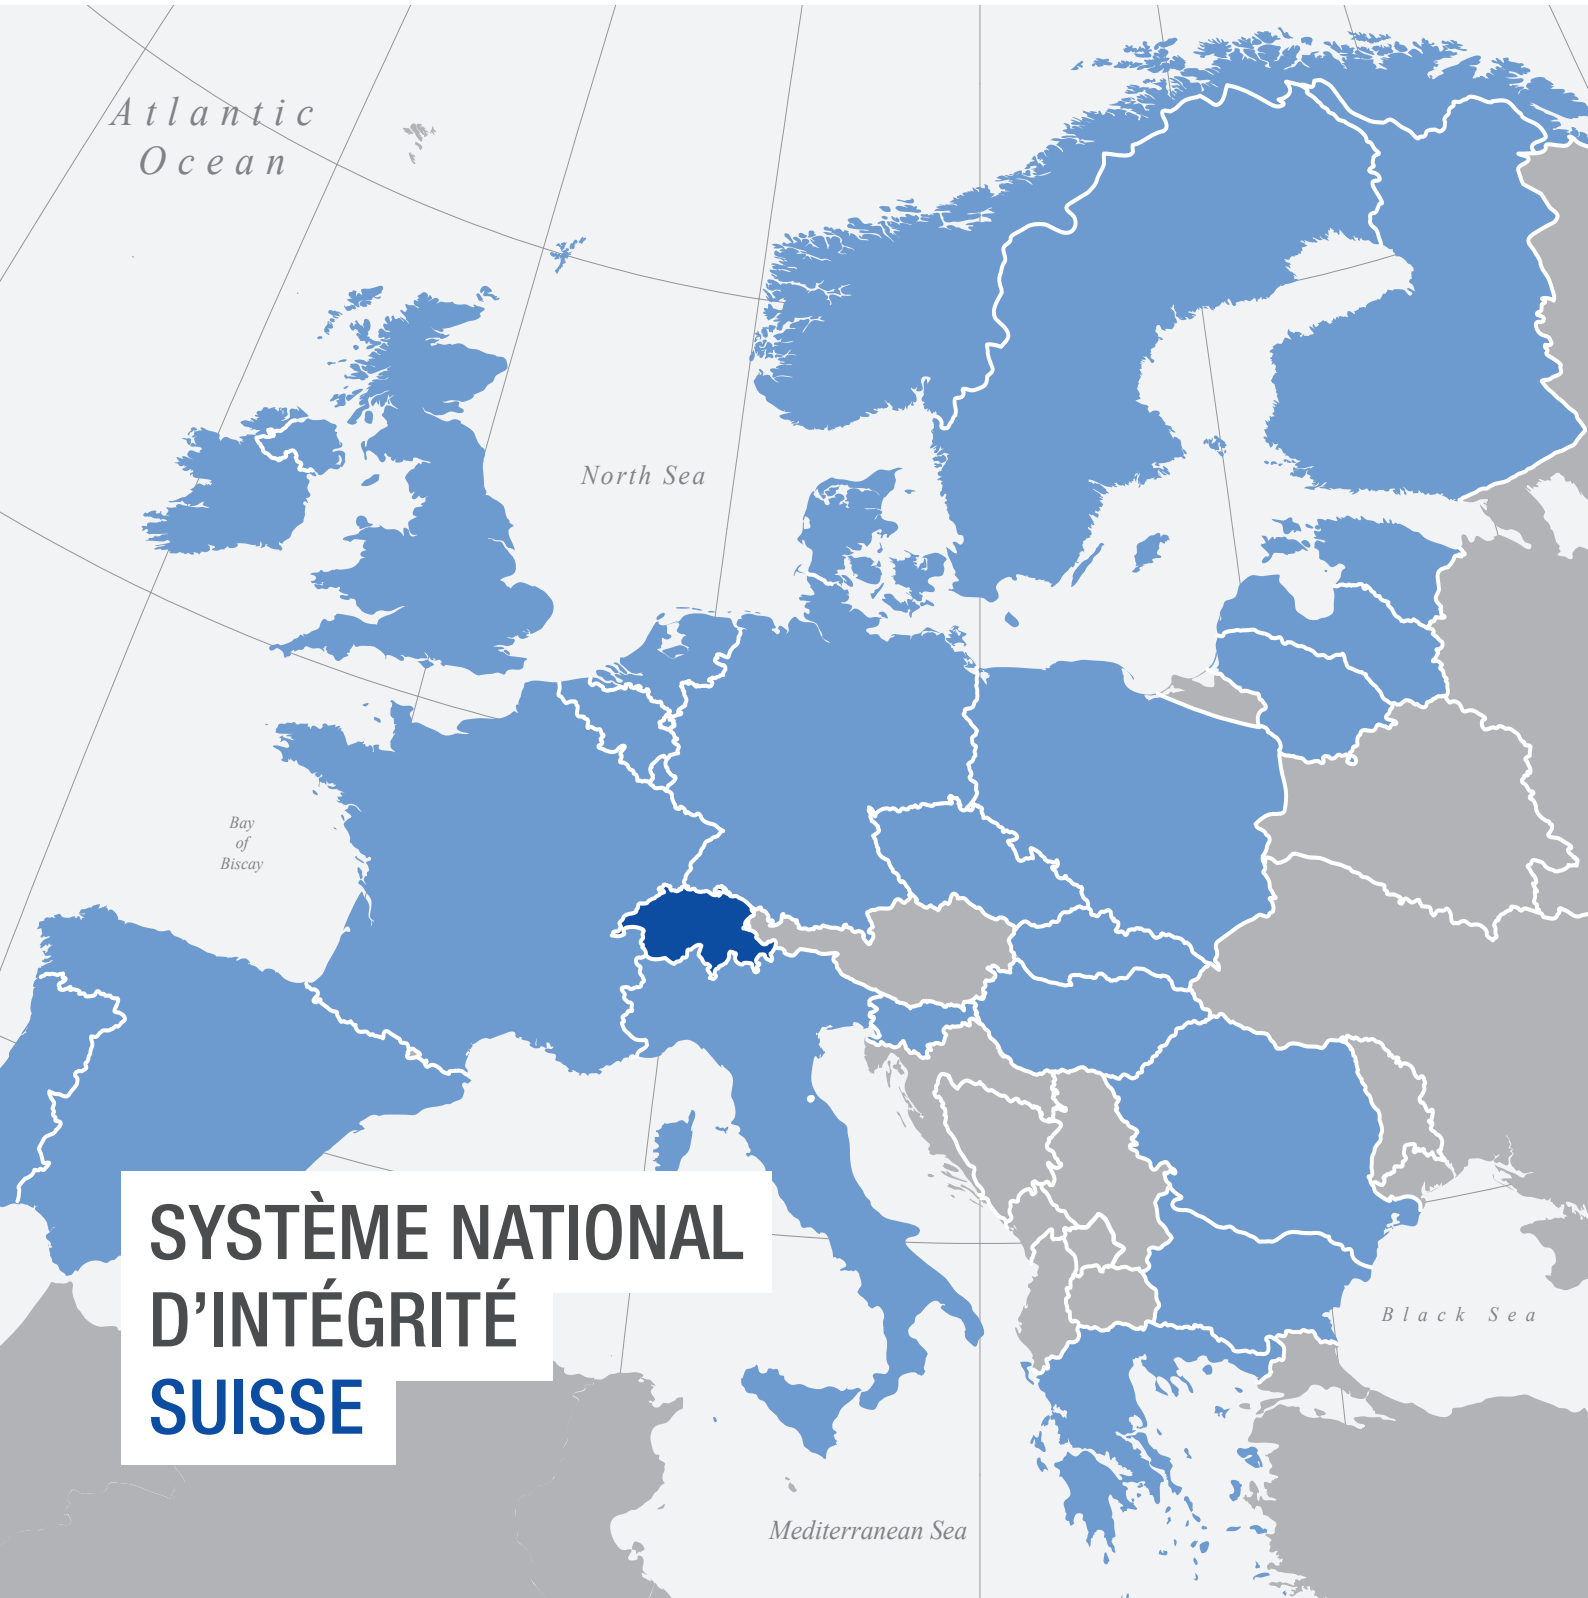 Atlantic
Ocean
North Sea
Bay
of
Biscay
SYSTÈME NATIONAL
D'INTÉGRITÉ
SUISSE
Black Sea
Mediterranean Sea